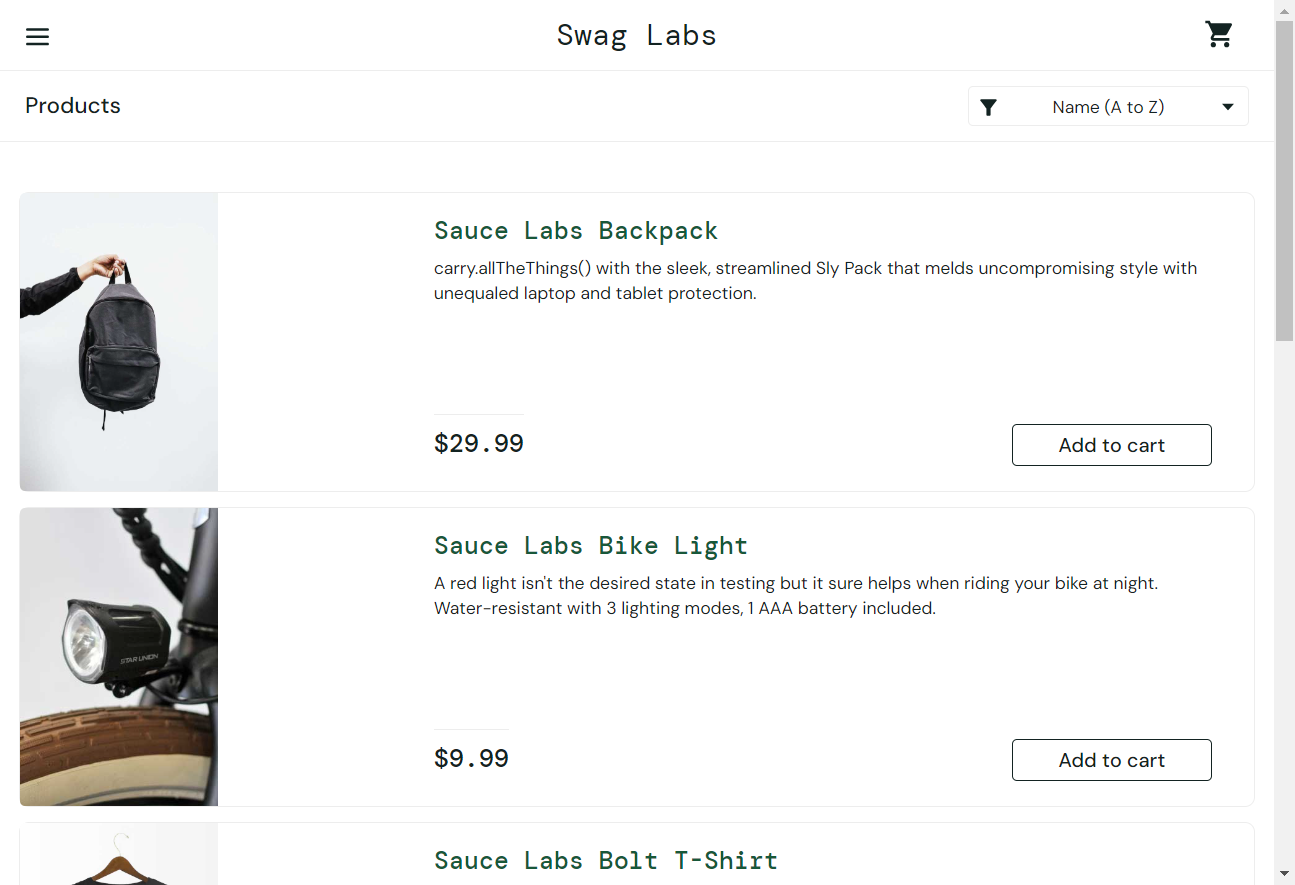 Swag Labs
Products
Name (A to Z)
Sauce Labs Backpack
carry.allTheThings() with the sleek, streamlined Sly Pack that melds uncompromising style with
unequaled laptop and tablet protection.
$29.99
Add to cart
Sauce Labs Bike Light
A red light isn't the desired state in testing but it sure helps when riding your bike at night.
Water-resistant with 3 lighting modes, 1 AAA battery included.
STAR UNION
$9.99
Add to cart
Sauce Labs Bolt T-Shirt